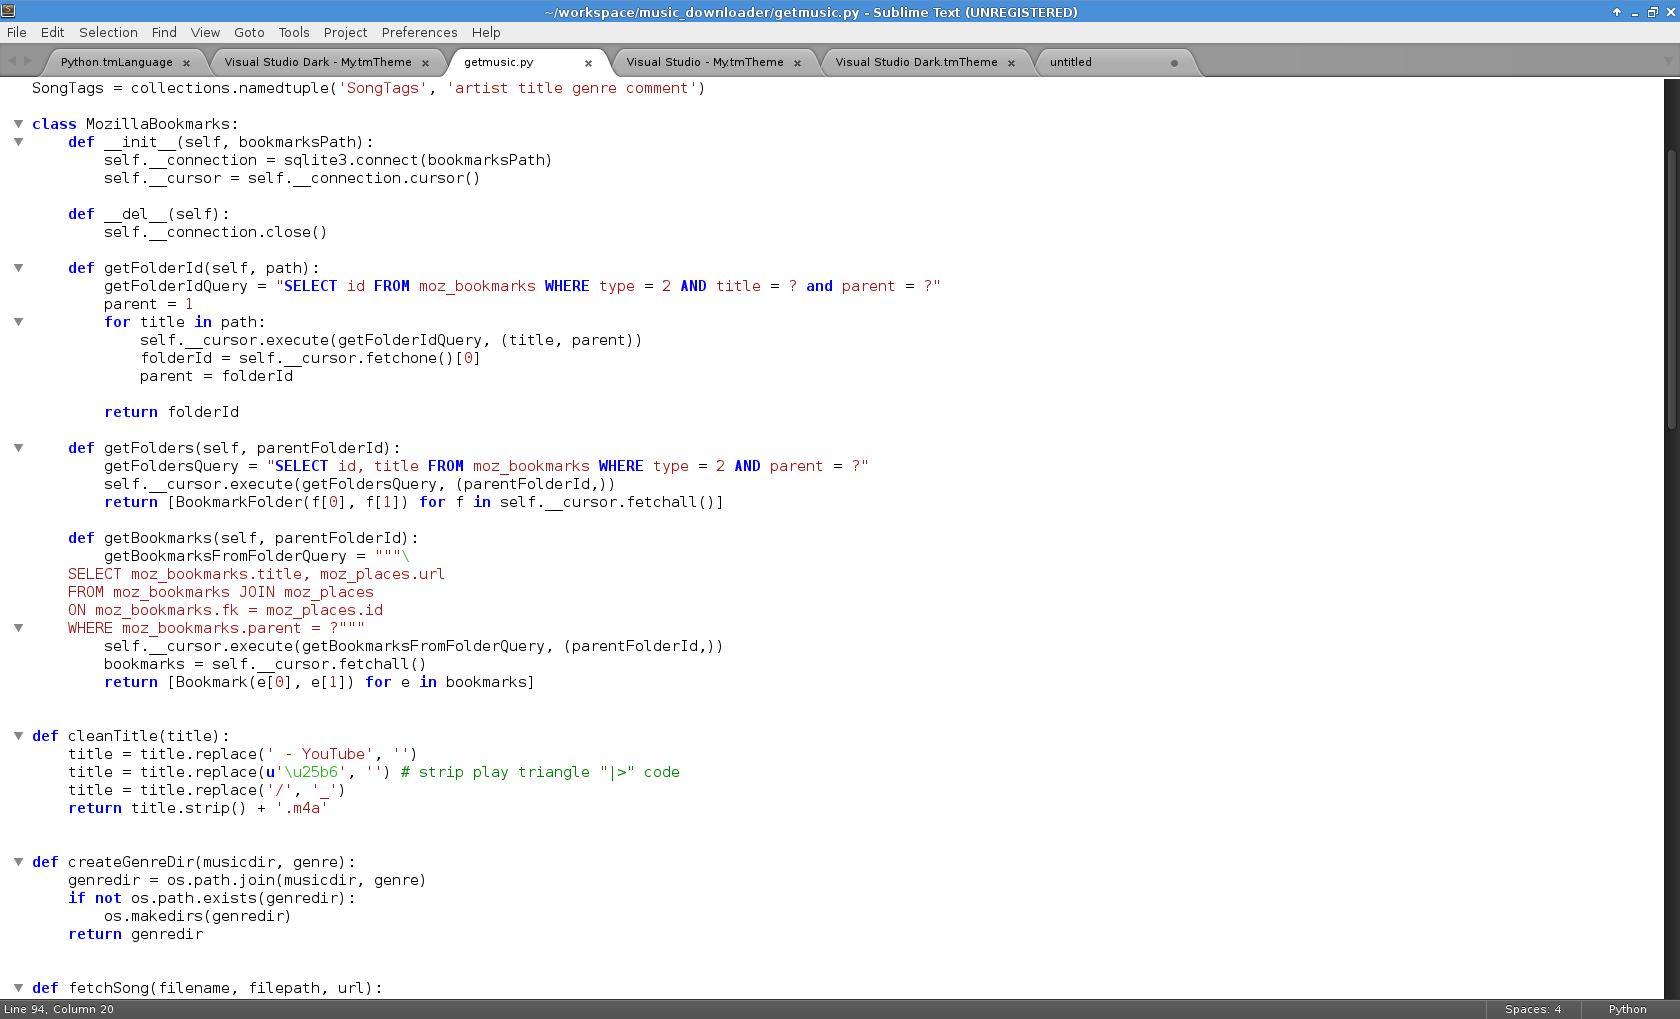 ~/workspace/music_downloader/getmusic.py - Sublime Text (UNREGISTERED)
File Edit Selection Find View Goto Tools Project Preferences Help
Python.tmLanguage × Visual Studio Dark - My.tmTheme × getmusic.py × Visual Studio - My.tmTheme × Visual Studio Dark.tmTheme × untitled
SongTags = collections.namedtuple('SongTags', 'artist title genre comment')
class MozillaBookmarks:
    def __init__(self, bookmarksPath):
        self.__connection = sqlite3.connect(bookmarksPath)
        self.__cursor = self.__connection.cursor()
    def __del__(self):
        self.__connection.close()
    def getFolderId(self, path):
        getFolderIdQuery = "SELECT id FROM moz_bookmarks WHERE type = 2 AND title = ? and parent = ?"
        parent = 1
        for title in path:
            self.__cursor.execute(getFolderIdQuery, (title, parent))
            folderId = self.__cursor.fetchone()[0]
            parent = folderId
        return folderId
    def getFolders(self, parentFolderId):
        getFoldersQuery = "SELECT id, title FROM moz_bookmarks WHERE type = 2 AND parent = ?"
        self.__cursor.execute(getFoldersQuery, (parentFolderId,))
        return [BookmarkFolder(f[0], f[1]) for f in self.__cursor.fetchall()]
    def getBookmarks(self, parentFolderId):
        getBookmarksFromFolderQuery = """\
    SELECT moz_bookmarks.title, moz_places.url
    FROM moz_bookmarks JOIN moz_places
    ON moz_bookmarks.fk = moz_places.id
    WHERE moz_bookmarks.parent = ?"""
        self.__cursor.execute(getBookmarksFromFolderQuery, (parentFolderId,))
        bookmarks = self.__cursor.fetchall()
        return [Bookmark(e[0], e[1]) for e in bookmarks]
def cleanTitle(title):
    title = title.replace(' - YouTube', '')
    title = title.replace(u'\u25b6', '') # strip play triangle "|>" code
    title = title.replace('/', '_')
    return title.strip() + '.m4a'
def createGenreDir(musicdir, genre):
    genredir = os.path.join(musicdir, genre)
    if not os.path.exists(genredir):
        os.makedirs(genredir)
    return genredir
def fetchSong(filename, filepath, url):
Line 94, Column 20 Spaces: 4 Python